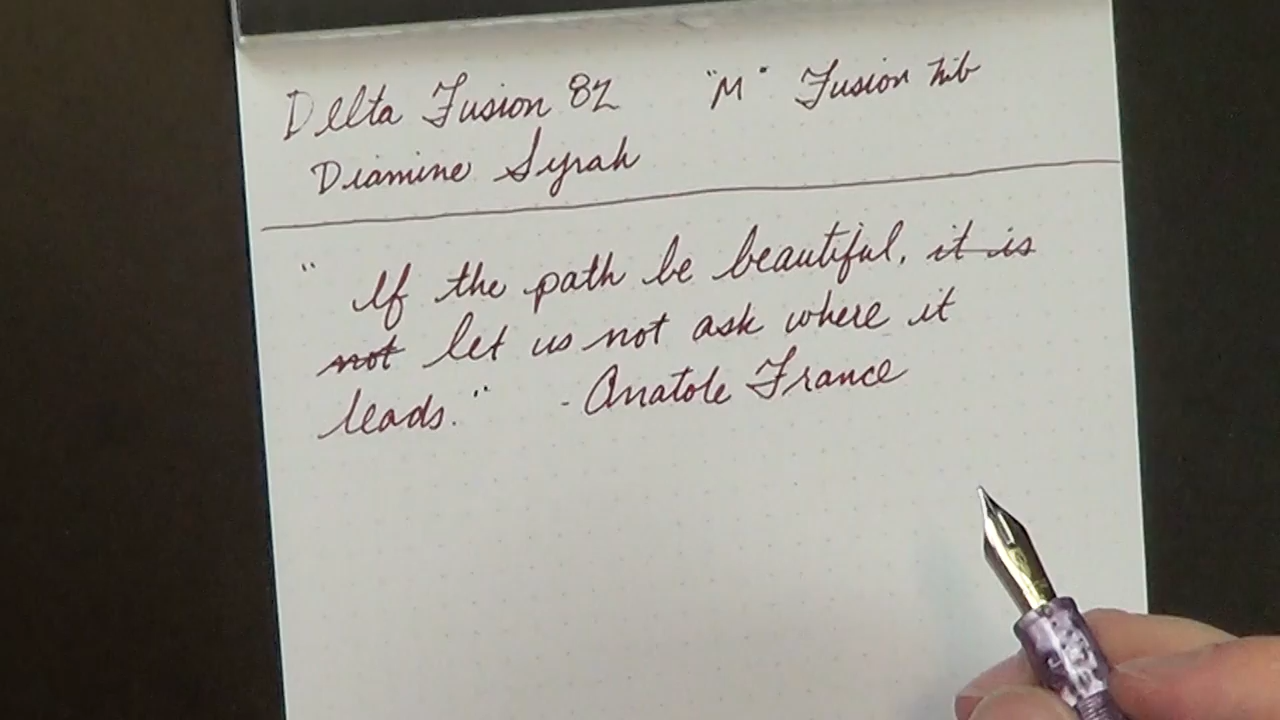 Delta Fusion 82 "M" Fusion nib
Diamine Syrah
" If the path be beautiful, it is
not let us not ask where it
leads." - Anatole France